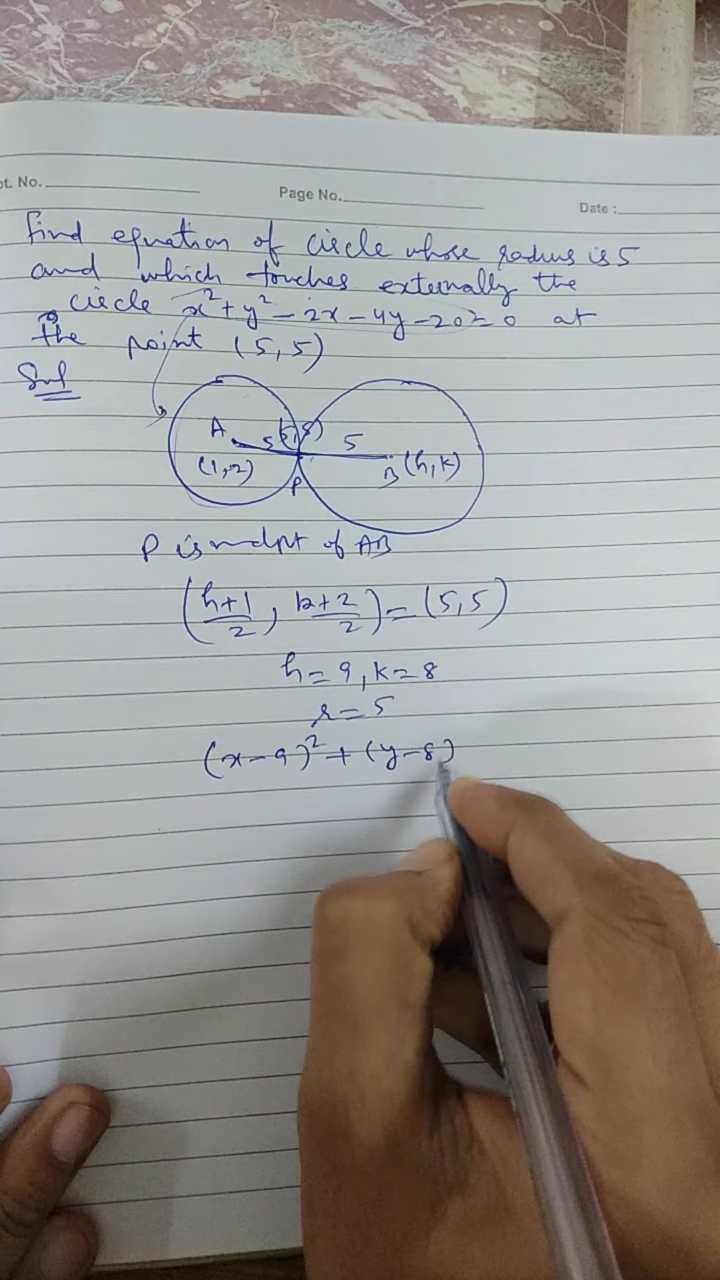 pt. No.
Page No.
Date :
Find equation of circle whose radius is 5
and which touches externally the
circle x²+y²-2x-4y-20=0 at
the point (5,5)
Sol
A 5 (5,5) 5
(1,2) P B (h,k)
P is mdpt of AB
(h+1/2, k+2/2) = (5,5)
h=9, k=8
r=5
(x-9)²+(y-8)